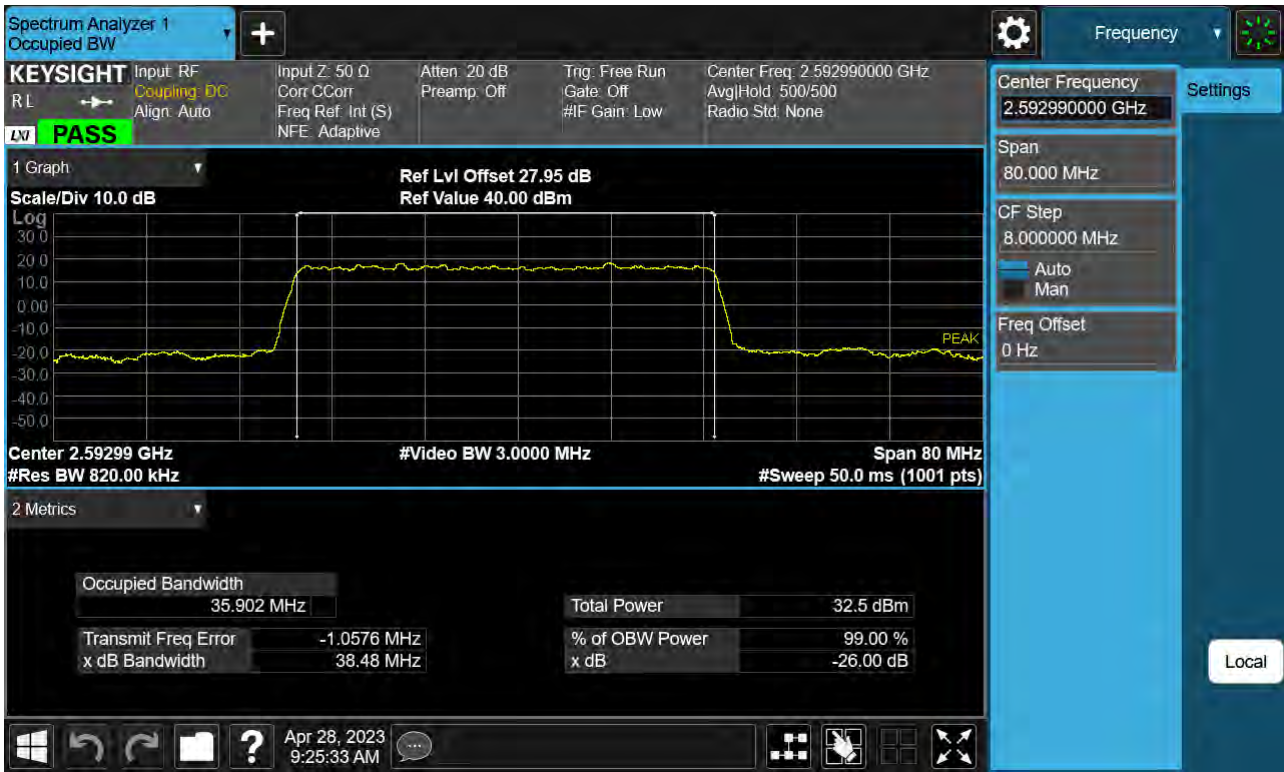 Spectrum Analyzer 1
Occupied BW
+
Frequency
KEYSIGHT
RL
LXI
PASS
Input: RF
Coupling: DC
Align: Auto
Input Z: 50 Ω
Corr CCorr
Freq Ref: Int (S)
NFE: Adaptive
Atten: 20 dB
Preamp: Off
Trig: Free Run
Gate: Off
#IF Gain: Low
Center Freq: 2.592990000 GHz
Avg|Hold: 500/500
Radio Std: None
Center Frequency
2.592990000 GHz
Settings
Span
80.000 MHz
CF Step
8.000000 MHz
Auto
Man
Freq Offset
0 Hz
Local
1 Graph
Scale/Div 10.0 dB
Ref Lvl Offset 27.95 dB
Ref Value 40.00 dBm
Log
30.0
20.0
10.0
0.00
-10.0
-20.0
-30.0
-40.0
-50.0
PEAK
Center 2.59299 GHz
#Video BW 3.0000 MHz
Span 80 MHz
#Res BW 820.00 kHz
#Sweep 50.0 ms (1001 pts)
2 Metrics
Occupied Bandwidth
35.902 MHz
Total Power 32.5 dBm
Transmit Freq Error -1.0576 MHz
% of OBW Power 99.00 %
x dB Bandwidth 38.48 MHz
x dB -26.00 dB
?
Apr 28, 2023
9:25:33 AM